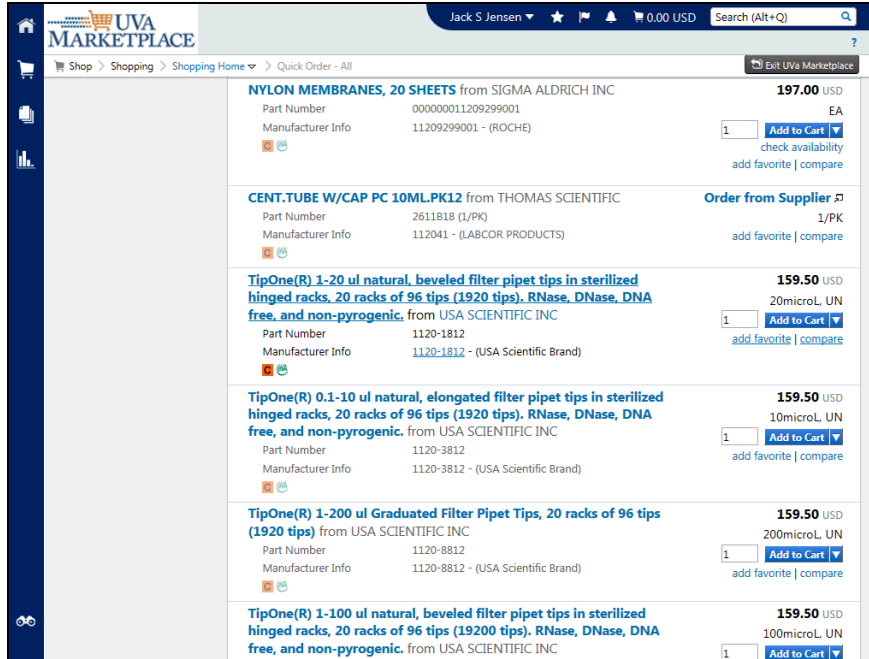 UVA
MARKETPLACE
Jack S Jensen
0.00 USD
Search (Alt+Q)
?
Shop > Shopping > Shopping Home > Quick Order - All
Exit UVa Marketplace
NYLON MEMBRANES, 20 SHEETS from SIGMA ALDRICH INC
197.00 USD
Part Number 000000011209299001
EA
Manufacturer Info 11209299001 - (ROCHE)
1 Add to Cart
C
check availability
add favorite | compare
CENT.TUBE W/CAP PC 10ML.PK12 from THOMAS SCIENTIFIC
Order from Supplier
Part Number 2611B18 (1/PK)
1/PK
Manufacturer Info 112041 - (LABCOR PRODUCTS)
add favorite | compare
C
TipOne(R) 1-20 ul natural, beveled filter pipet tips in sterilized
hinged racks, 20 racks of 96 tips (1920 tips). RNase, DNase, DNA
free, and non-pyrogenic. from USA SCIENTIFIC INC
159.50 USD
20microL, UN
1 Add to Cart
Part Number 1120-1812
add favorite | compare
Manufacturer Info 1120-1812 - (USA Scientific Brand)
C
TipOne(R) 0.1-10 ul natural, elongated filter pipet tips in sterilized
hinged racks, 20 racks of 96 tips (1920 tips). RNase, DNase, DNA
free, and non-pyrogenic. from USA SCIENTIFIC INC
159.50 USD
10microL, UN
1 Add to Cart
Part Number 1120-3812
add favorite | compare
Manufacturer Info 1120-3812 - (USA Scientific Brand)
C
TipOne(R) 1-200 ul Graduated Filter Pipet Tips, 20 racks of 96 tips
(1920 tips) from USA SCIENTIFIC INC
159.50 USD
200microL, UN
Part Number 1120-8812
1 Add to Cart
Manufacturer Info 1120-8812 - (USA Scientific Brand)
add favorite | compare
C
TipOne(R) 1-100 ul natural, beveled filter pipet tips in sterilized
hinged racks, 20 racks of 96 tips (19200 tips). RNase, DNase, DNA
free, and non-pyrogenic. from USA SCIENTIFIC INC
159.50 USD
100microL, UN
1 Add to Cart